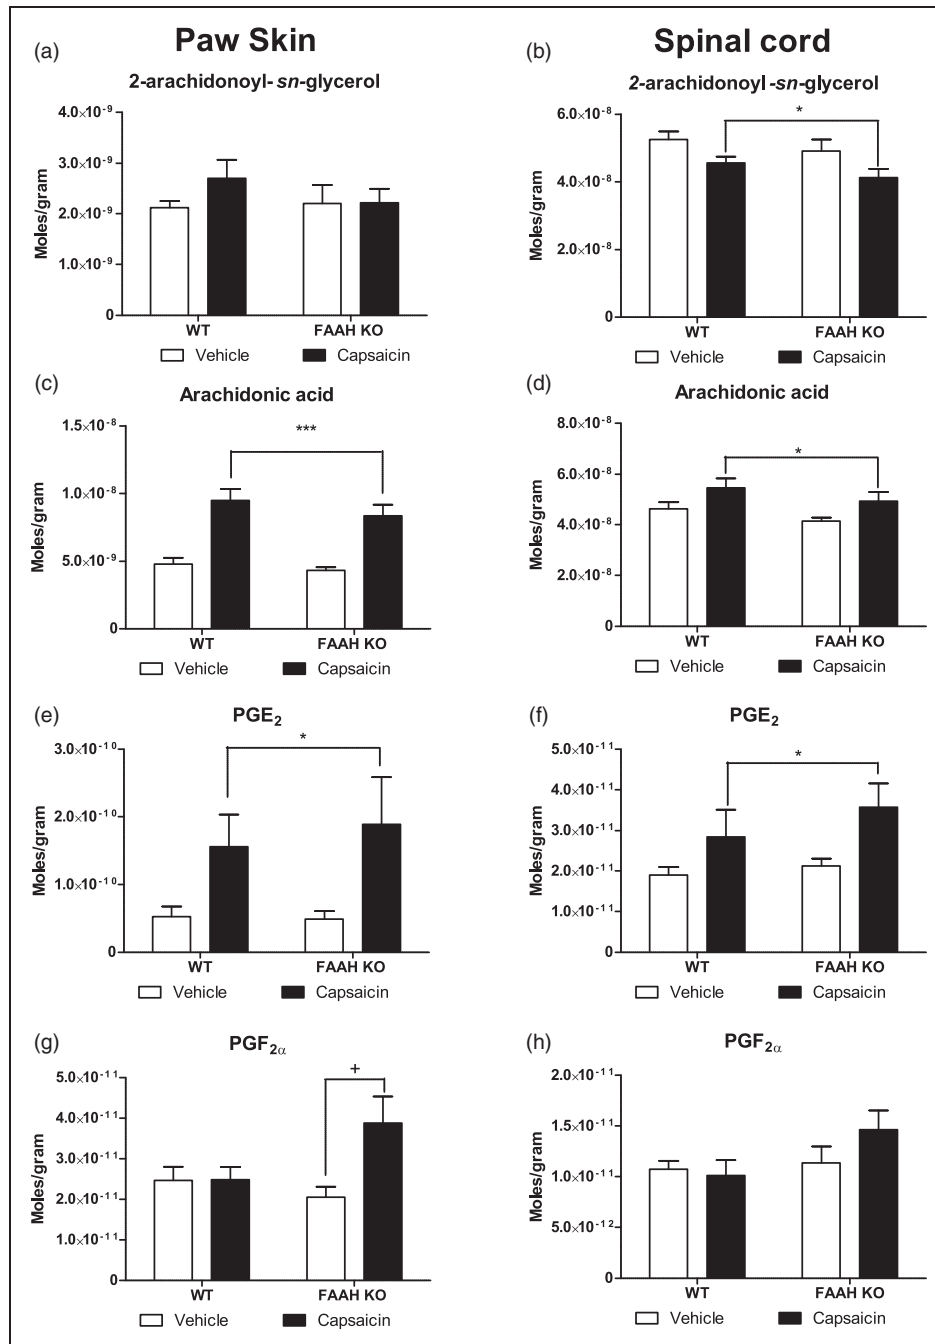 Paw Skin
Spinal cord
(a)
2-arachidonoyl- sn-glycerol
4.0×10⁻⁹
3.0×10⁻⁹
2.0×10⁻⁹
1.0×10⁻⁹
0
Moles/gram
WT
FAAH KO
Vehicle
Capsaicin
(b)
2-arachidonoyl -sn-glycerol
6.0×10⁻⁸
4.0×10⁻⁸
2.0×10⁻⁸
0
Moles/gram
*
WT
FAAH KO
Vehicle
Capsaicin
(c)
Arachidonic acid
1.5×10⁻⁸
1.0×10⁻⁸
5.0×10⁻⁹
0
Moles/gram
***
WT
FAAH KO
Vehicle
Capsaicin
(d)
Arachidonic acid
8.0×10⁻⁸
6.0×10⁻⁸
4.0×10⁻⁸
2.0×10⁻⁸
0
Moles/gram
*
WT
FAAH KO
Vehicle
Capsaicin
(e)
PGE₂
3.0×10⁻¹⁰
2.0×10⁻¹⁰
1.0×10⁻¹⁰
0
Moles/gram
*
WT
FAAH KO
Vehicle
Capsaicin
(f)
PGE₂
5.0×10⁻¹¹
4.0×10⁻¹¹
3.0×10⁻¹¹
2.0×10⁻¹¹
1.0×10⁻¹¹
0
Moles/gram
*
WT
FAAH KO
Vehicle
Capsaicin
(g)
PGF₂α
5.0×10⁻¹¹
4.0×10⁻¹¹
3.0×10⁻¹¹
2.0×10⁻¹¹
1.0×10⁻¹¹
0
Moles/gram
+
WT
FAAH KO
Vehicle
Capsaicin
(h)
PGF₂α
2.0×10⁻¹¹
1.5×10⁻¹¹
1.0×10⁻¹¹
5.0×10⁻¹²
0
Moles/gram
WT
FAAH KO
Vehicle
Capsaicin